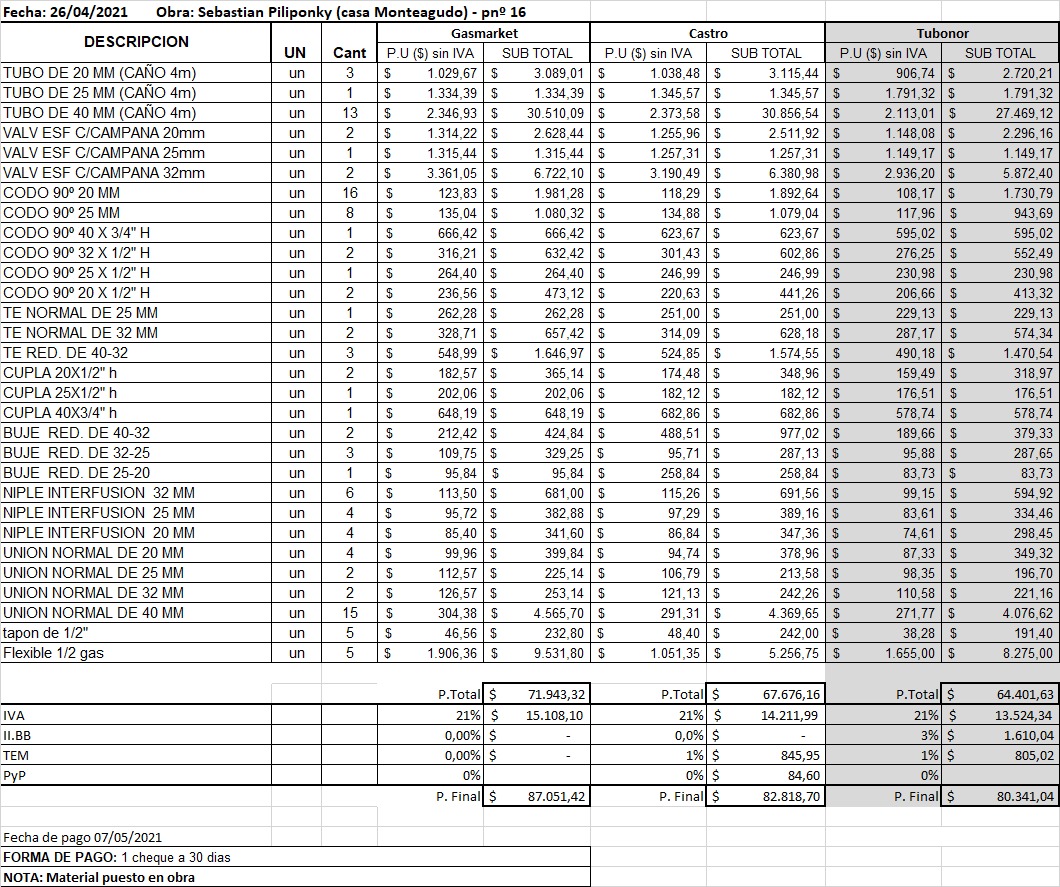 Fecha: 26/04/2021 Obra: Sebastian Piliponky (casa Monteagudo) - pnº 16
DESCRIPCION UN Cant Gasmarket Castro Tubonor
P.U ($) sin IVA SUB TOTAL P.U ($) sin IVA SUB TOTAL P.U ($) sin IVA SUB TOTAL
TUBO DE 20 MM (CAÑO 4m) un 3 $ 1.029,67 $ 3.089,01 $ 1.038,48 $ 3.115,44 $ 906,74 $ 2.720,21
TUBO DE 25 MM (CAÑO 4m) un 1 $ 1.334,39 $ 1.334,39 $ 1.345,57 $ 1.345,57 $ 1.791,32 $ 1.791,32
TUBO DE 40 MM (CAÑO 4m) un 13 $ 2.346,93 $ 30.510,09 $ 2.373,58 $ 30.856,54 $ 2.113,01 $ 27.469,12
VALV ESF C/CAMPANA 20mm un 2 $ 1.314,22 $ 2.628,44 $ 1.255,96 $ 2.511,92 $ 1.148,08 $ 2.296,16
VALV ESF C/CAMPANA 25mm un 1 $ 1.315,44 $ 1.315,44 $ 1.257,31 $ 1.257,31 $ 1.149,17 $ 1.149,17
VALV ESF C/CAMPANA 32mm un 2 $ 3.361,05 $ 6.722,10 $ 3.190,49 $ 6.380,98 $ 2.936,20 $ 5.872,40
CODO 90º 20 MM un 16 $ 123,83 $ 1.981,28 $ 118,29 $ 1.892,64 $ 108,17 $ 1.730,79
CODO 90º 25 MM un 8 $ 135,04 $ 1.080,32 $ 134,88 $ 1.079,04 $ 117,96 $ 943,69
CODO 90º 40 X 3/4" H un 1 $ 666,42 $ 666,42 $ 623,67 $ 623,67 $ 595,02 $ 595,02
CODO 90º 32 X 1/2" H un 2 $ 316,21 $ 632,42 $ 301,43 $ 602,86 $ 276,25 $ 552,49
CODO 90º 25 X 1/2" H un 1 $ 264,40 $ 264,40 $ 246,99 $ 246,99 $ 230,98 $ 230,98
CODO 90º 20 X 1/2" H un 2 $ 236,56 $ 473,12 $ 220,63 $ 441,26 $ 206,66 $ 413,32
TE NORMAL DE 25 MM un 1 $ 262,28 $ 262,28 $ 251,00 $ 251,00 $ 229,13 $ 229,13
TE NORMAL DE 32 MM un 2 $ 328,71 $ 657,42 $ 314,09 $ 628,18 $ 287,17 $ 574,34
TE RED. DE 40-32 un 3 $ 548,99 $ 1.646,97 $ 524,85 $ 1.574,55 $ 490,18 $ 1.470,54
CUPLA 20X1/2" h un 2 $ 182,57 $ 365,14 $ 174,48 $ 348,96 $ 159,49 $ 318,97
CUPLA 25X1/2" h un 1 $ 202,06 $ 202,06 $ 182,12 $ 182,12 $ 176,51 $ 176,51
CUPLA 40X3/4" h un 1 $ 648,19 $ 648,19 $ 682,86 $ 682,86 $ 578,74 $ 578,74
BUJE RED. DE 40-32 un 2 $ 212,42 $ 424,84 $ 488,51 $ 977,02 $ 189,66 $ 379,33
BUJE RED. DE 32-25 un 3 $ 109,75 $ 329,25 $ 95,71 $ 287,13 $ 95,88 $ 287,65
BUJE RED. DE 25-20 un 1 $ 95,84 $ 95,84 $ 258,84 $ 258,84 $ 83,73 $ 83,73
NIPLE INTERFUSION 32 MM un 6 $ 113,50 $ 681,00 $ 115,26 $ 691,56 $ 99,15 $ 594,92
NIPLE INTERFUSION 25 MM un 4 $ 95,72 $ 382,88 $ 97,29 $ 389,16 $ 83,61 $ 334,46
NIPLE INTERFUSION 20 MM un 4 $ 85,40 $ 341,60 $ 86,84 $ 347,36 $ 74,61 $ 298,45
UNION NORMAL DE 20 MM un 4 $ 99,96 $ 399,84 $ 94,74 $ 378,96 $ 87,33 $ 349,32
UNION NORMAL DE 25 MM un 2 $ 112,57 $ 225,14 $ 106,79 $ 213,58 $ 98,35 $ 196,70
UNION NORMAL DE 32 MM un 2 $ 126,57 $ 253,14 $ 121,13 $ 242,26 $ 110,58 $ 221,16
UNION NORMAL DE 40 MM un 15 $ 304,38 $ 4.565,70 $ 291,31 $ 4.369,65 $ 271,77 $ 4.076,62
tapon de 1/2" un 5 $ 46,56 $ 232,80 $ 48,40 $ 242,00 $ 38,28 $ 191,40
Flexible 1/2 gas un 5 $ 1.906,36 $ 9.531,80 $ 1.051,35 $ 5.256,75 $ 1.655,00 $ 8.275,00
P.Total $ 71.943,32 P.Total $ 67.676,16 P.Total $ 64.401,63
IVA 21% $ 15.108,10 21% $ 14.211,99 21% $ 13.524,34
II.BB 0,00% $ - 0,0% $ - 3% $ 1.610,04
TEM 0,00% $ - 1% $ 845,95 1% $ 805,02
PyP 0% 0% $ 84,60 0%
P. Final $ 87.051,42 P. Final $ 82.818,70 P. Final $ 80.341,04
Fecha de pago 07/05/2021
FORMA DE PAGO: 1 cheque a 30 dias
NOTA: Material puesto en obra